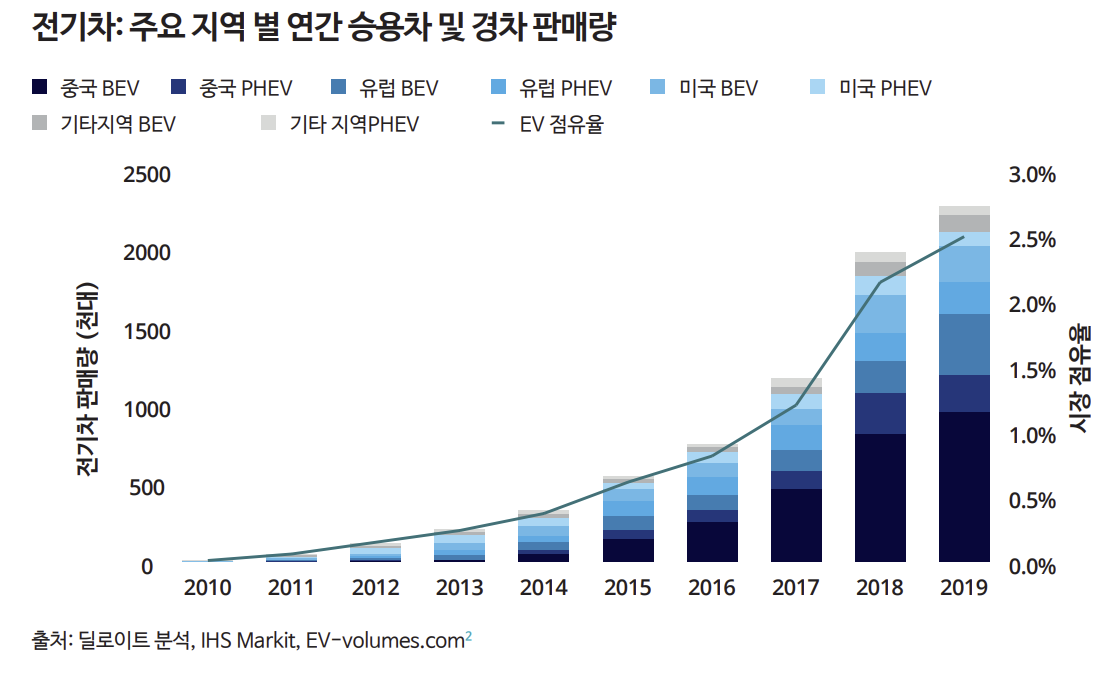 전기차: 주요 지역 별 연간 승용차 및 경차 판매량
중국 BEV 중국 PHEV 유럽 BEV 유럽 PHEV 미국 BEV 미국 PHEV
기타지역 BEV 기타 지역PHEV EV 점유율
전기차 판매량 (천대)
2500
2000
1500
1000
500
0
3.0%
2.5%
2.0%
1.5%
1.0%
0.5%
0.0%
시장 점유율
2010 2011 2012 2013 2014 2015 2016 2017 2018 2019
출처: 딜로이트 분석, IHS Markit, EV-volumes.com²